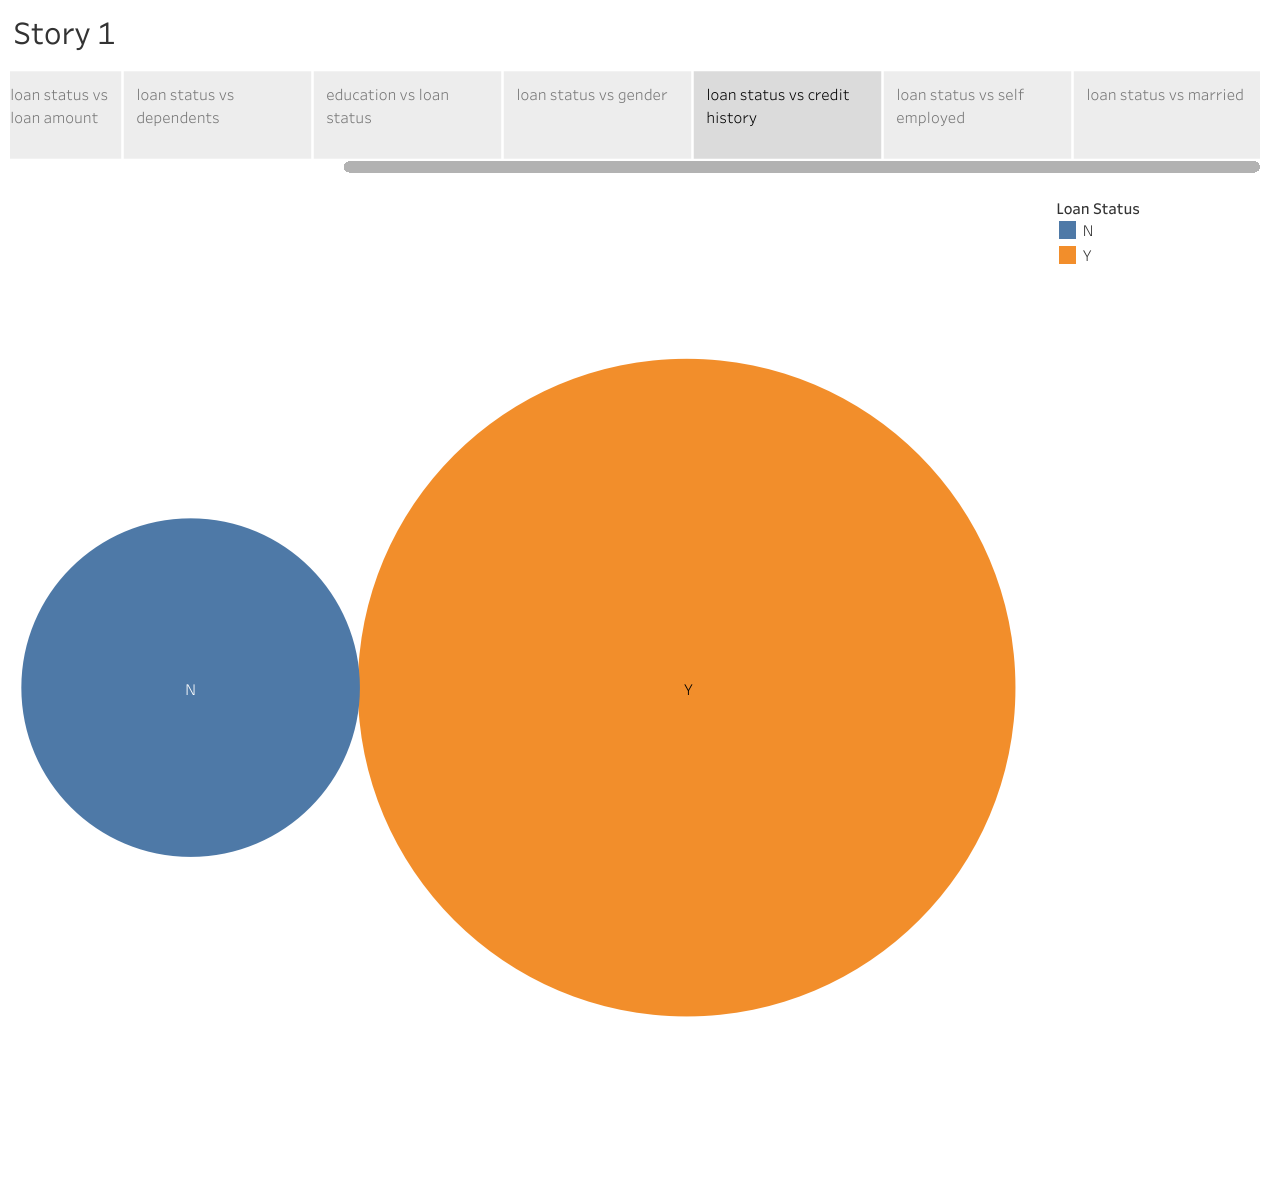 Story 1
loan status vs
loan amount
loan status vs
dependents
education vs loan
status
loan status vs gender
loan status vs credit
history
loan status vs self
employed
loan status vs married
Loan Status
N
Y
N
Y